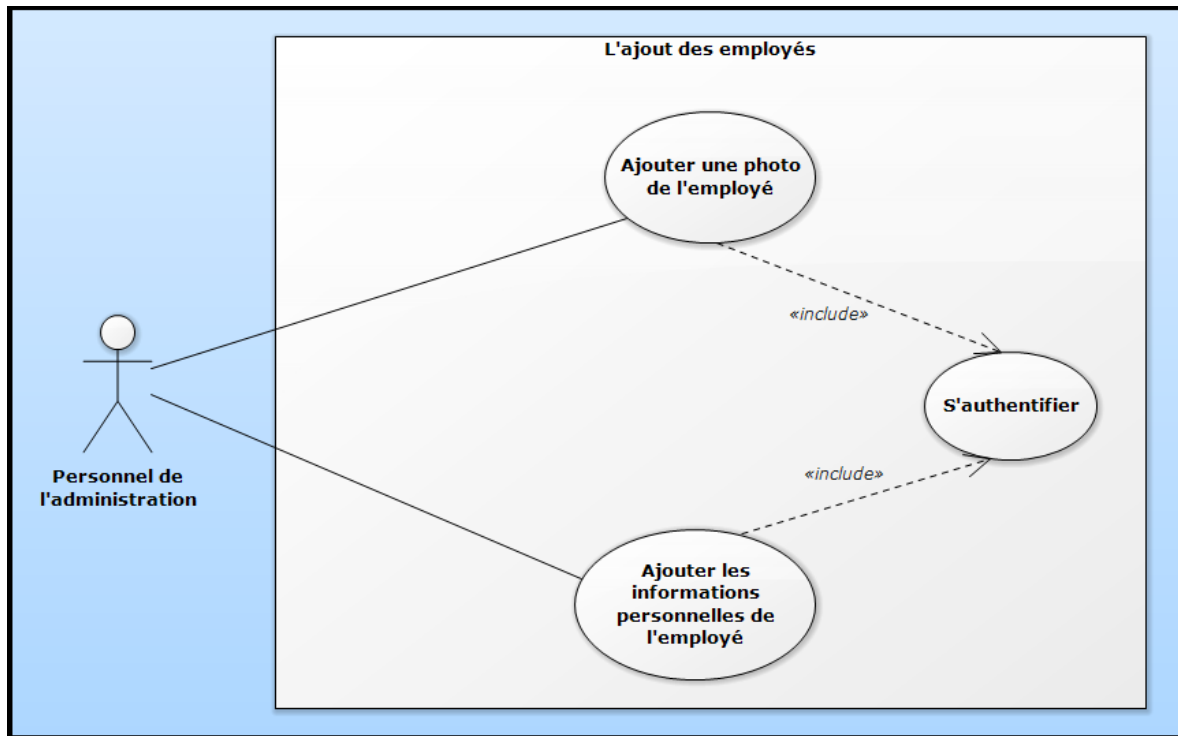 L'ajout des employés
Ajouter une photo
de l'employé
«include»
S'authentifier
Personnel de
l'administration
«include»
Ajouter les
informations
personnelles de
l'employé